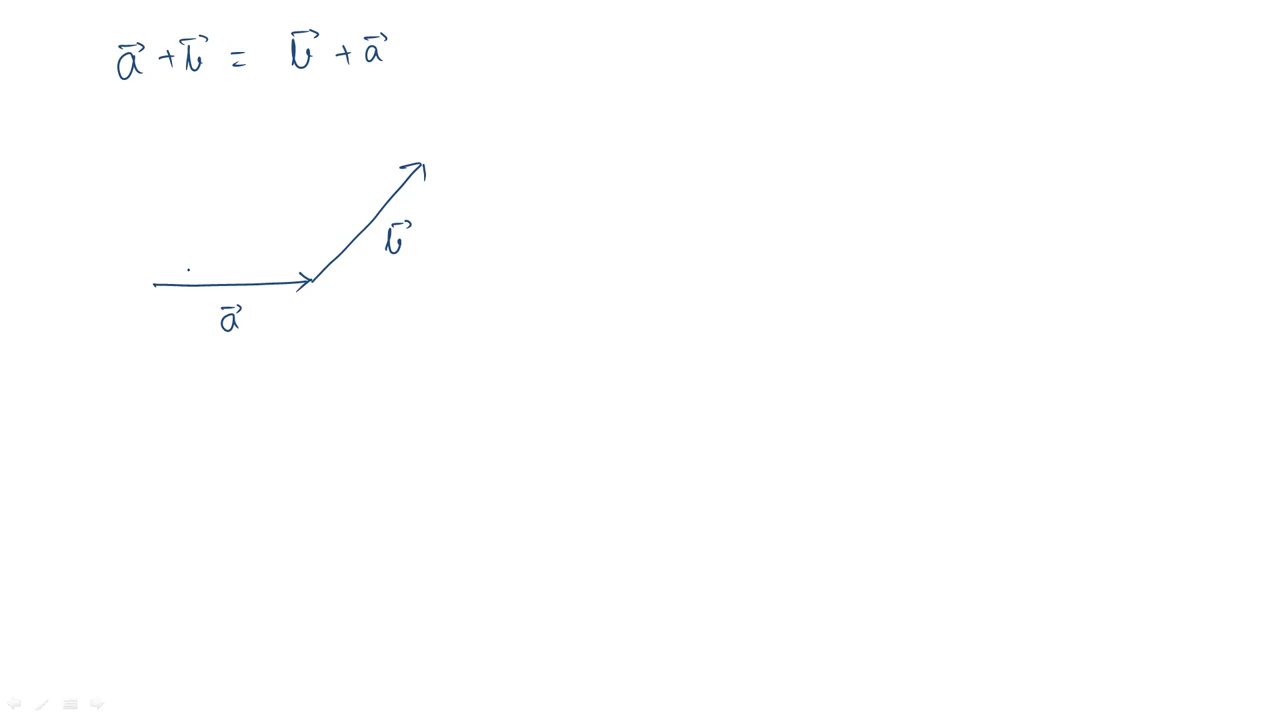 a⃗ + b⃗ = b⃗ + a⃗
b⃗
a⃗